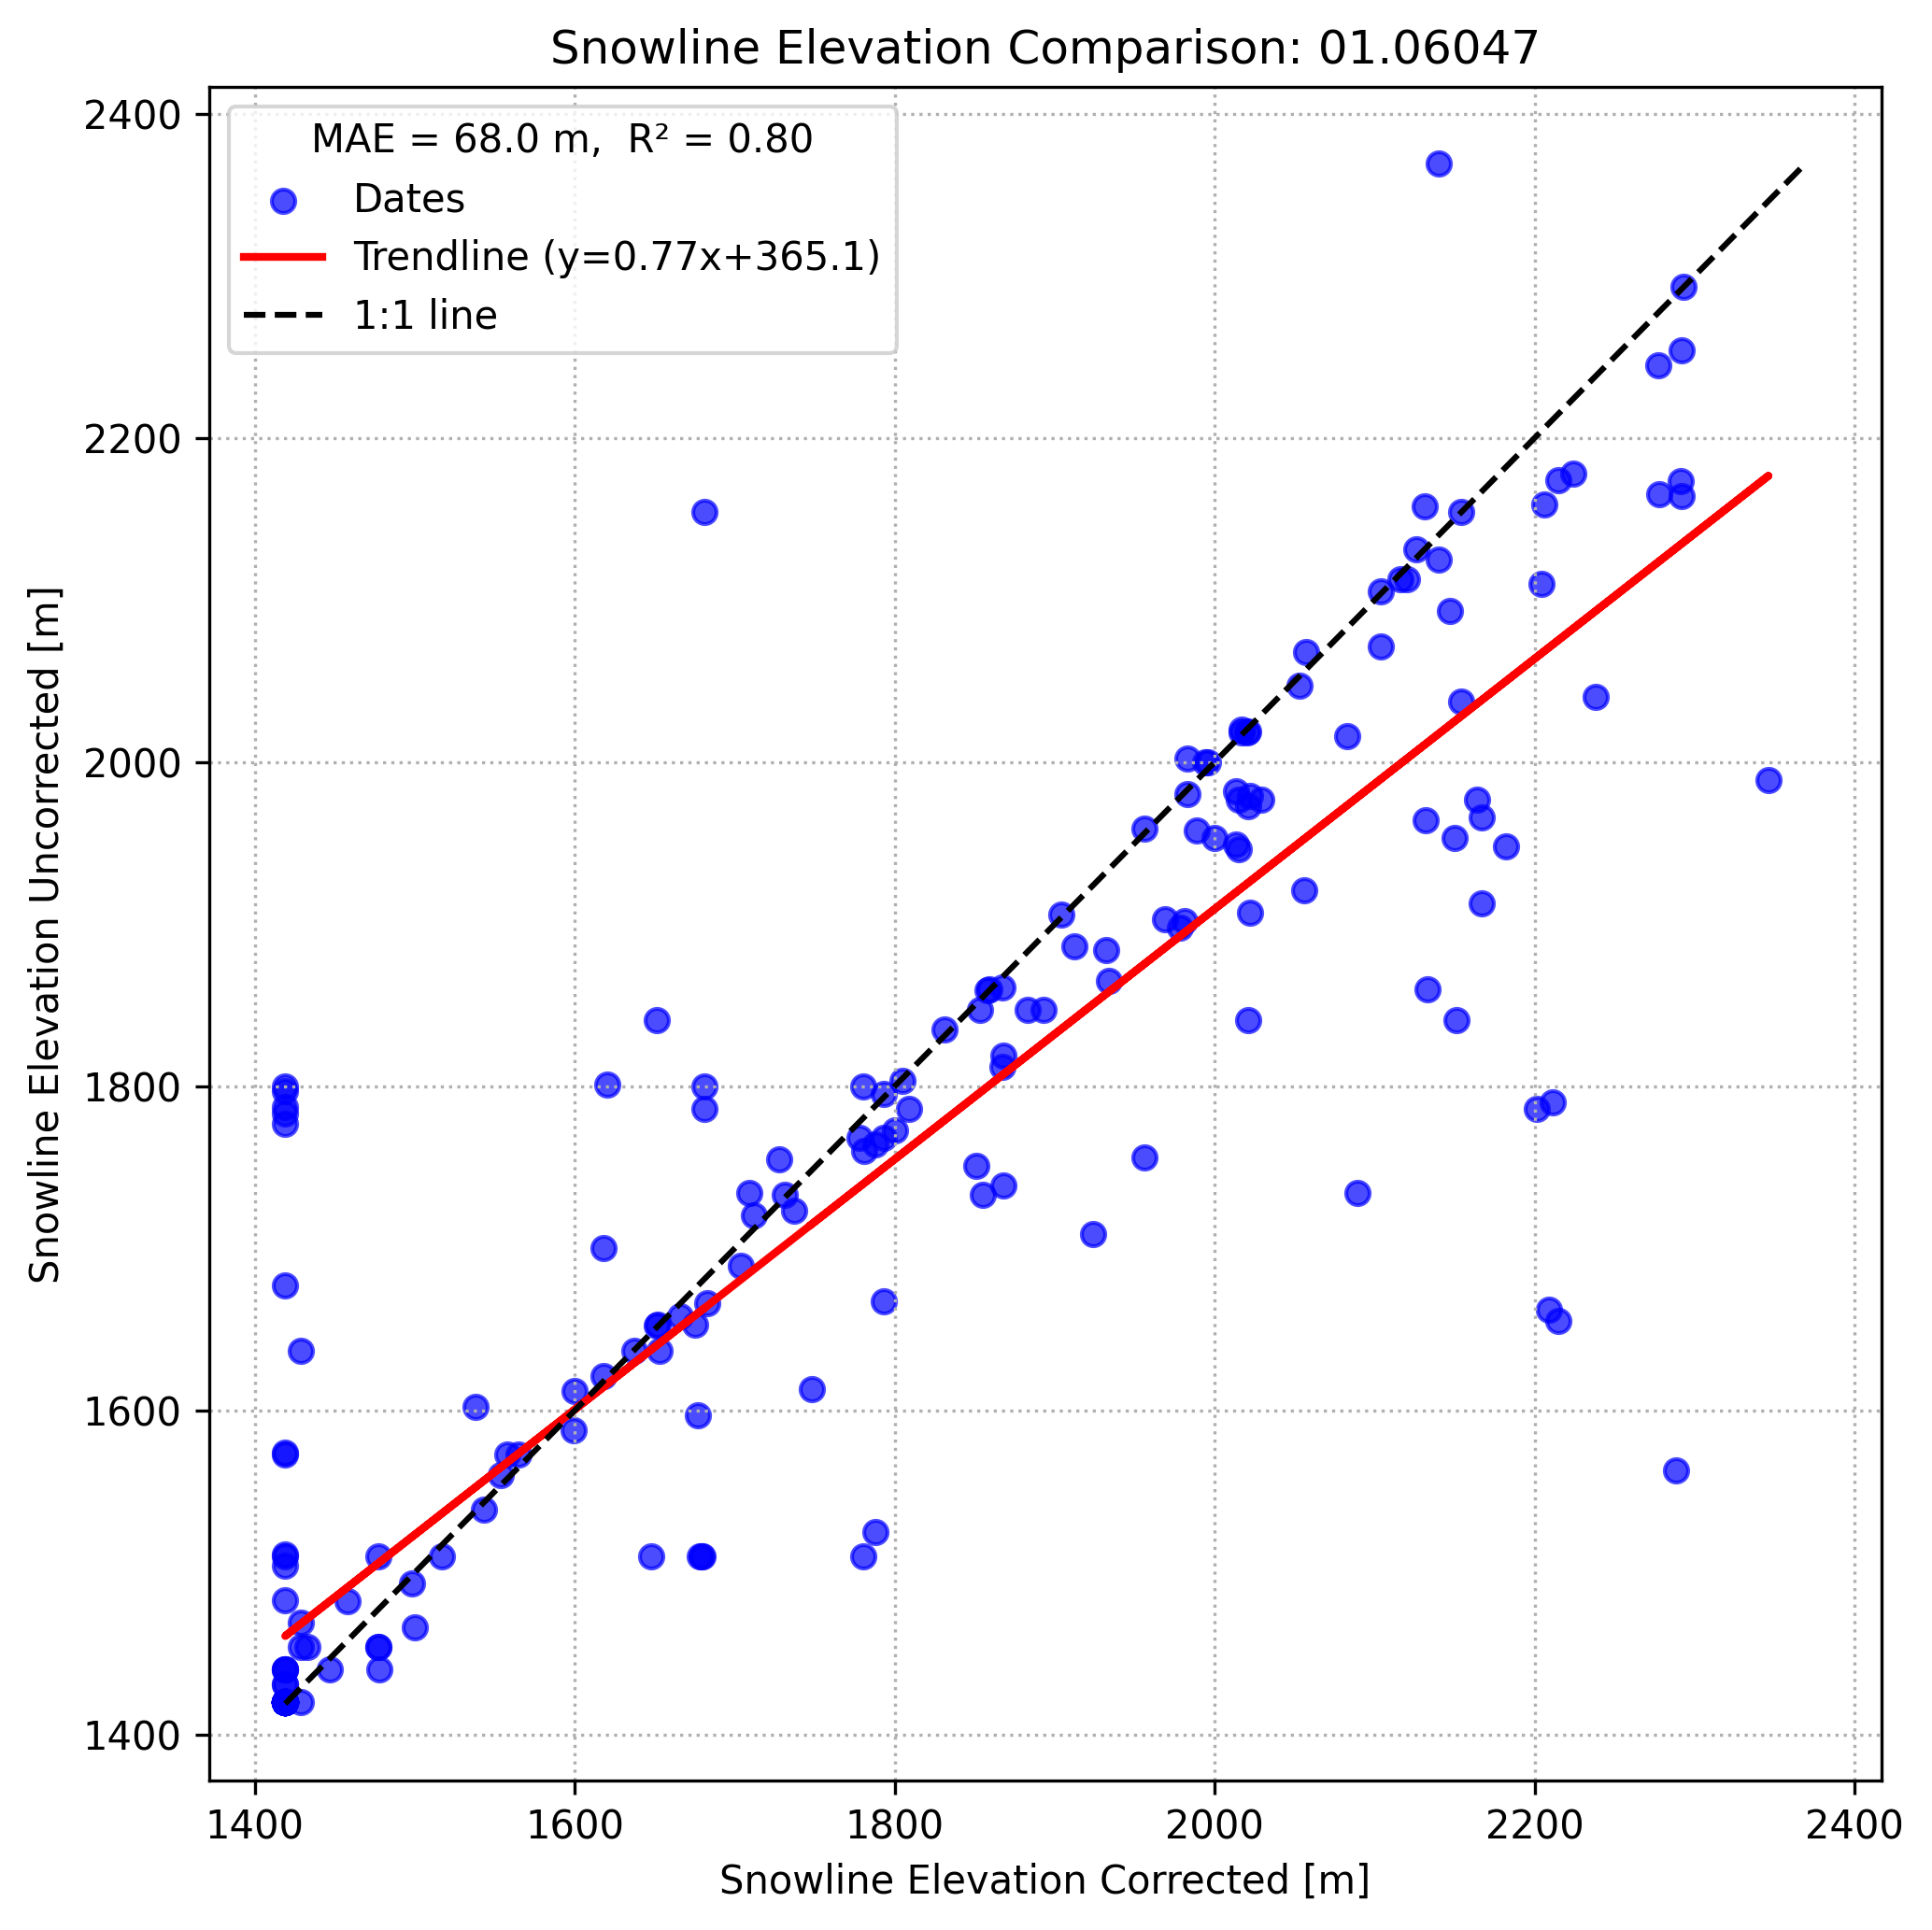 Snowline Elevation Comparison: 01.06047
MAE = 68.0 m,  R² = 0.80
Dates
Trendline (y=0.77x+365.1)
1:1 line
Snowline Elevation Uncorrected [m]
2400
2200
2000
1800
1600
1400
1400 1600 1800 2000 2200 2400
Snowline Elevation Corrected [m]